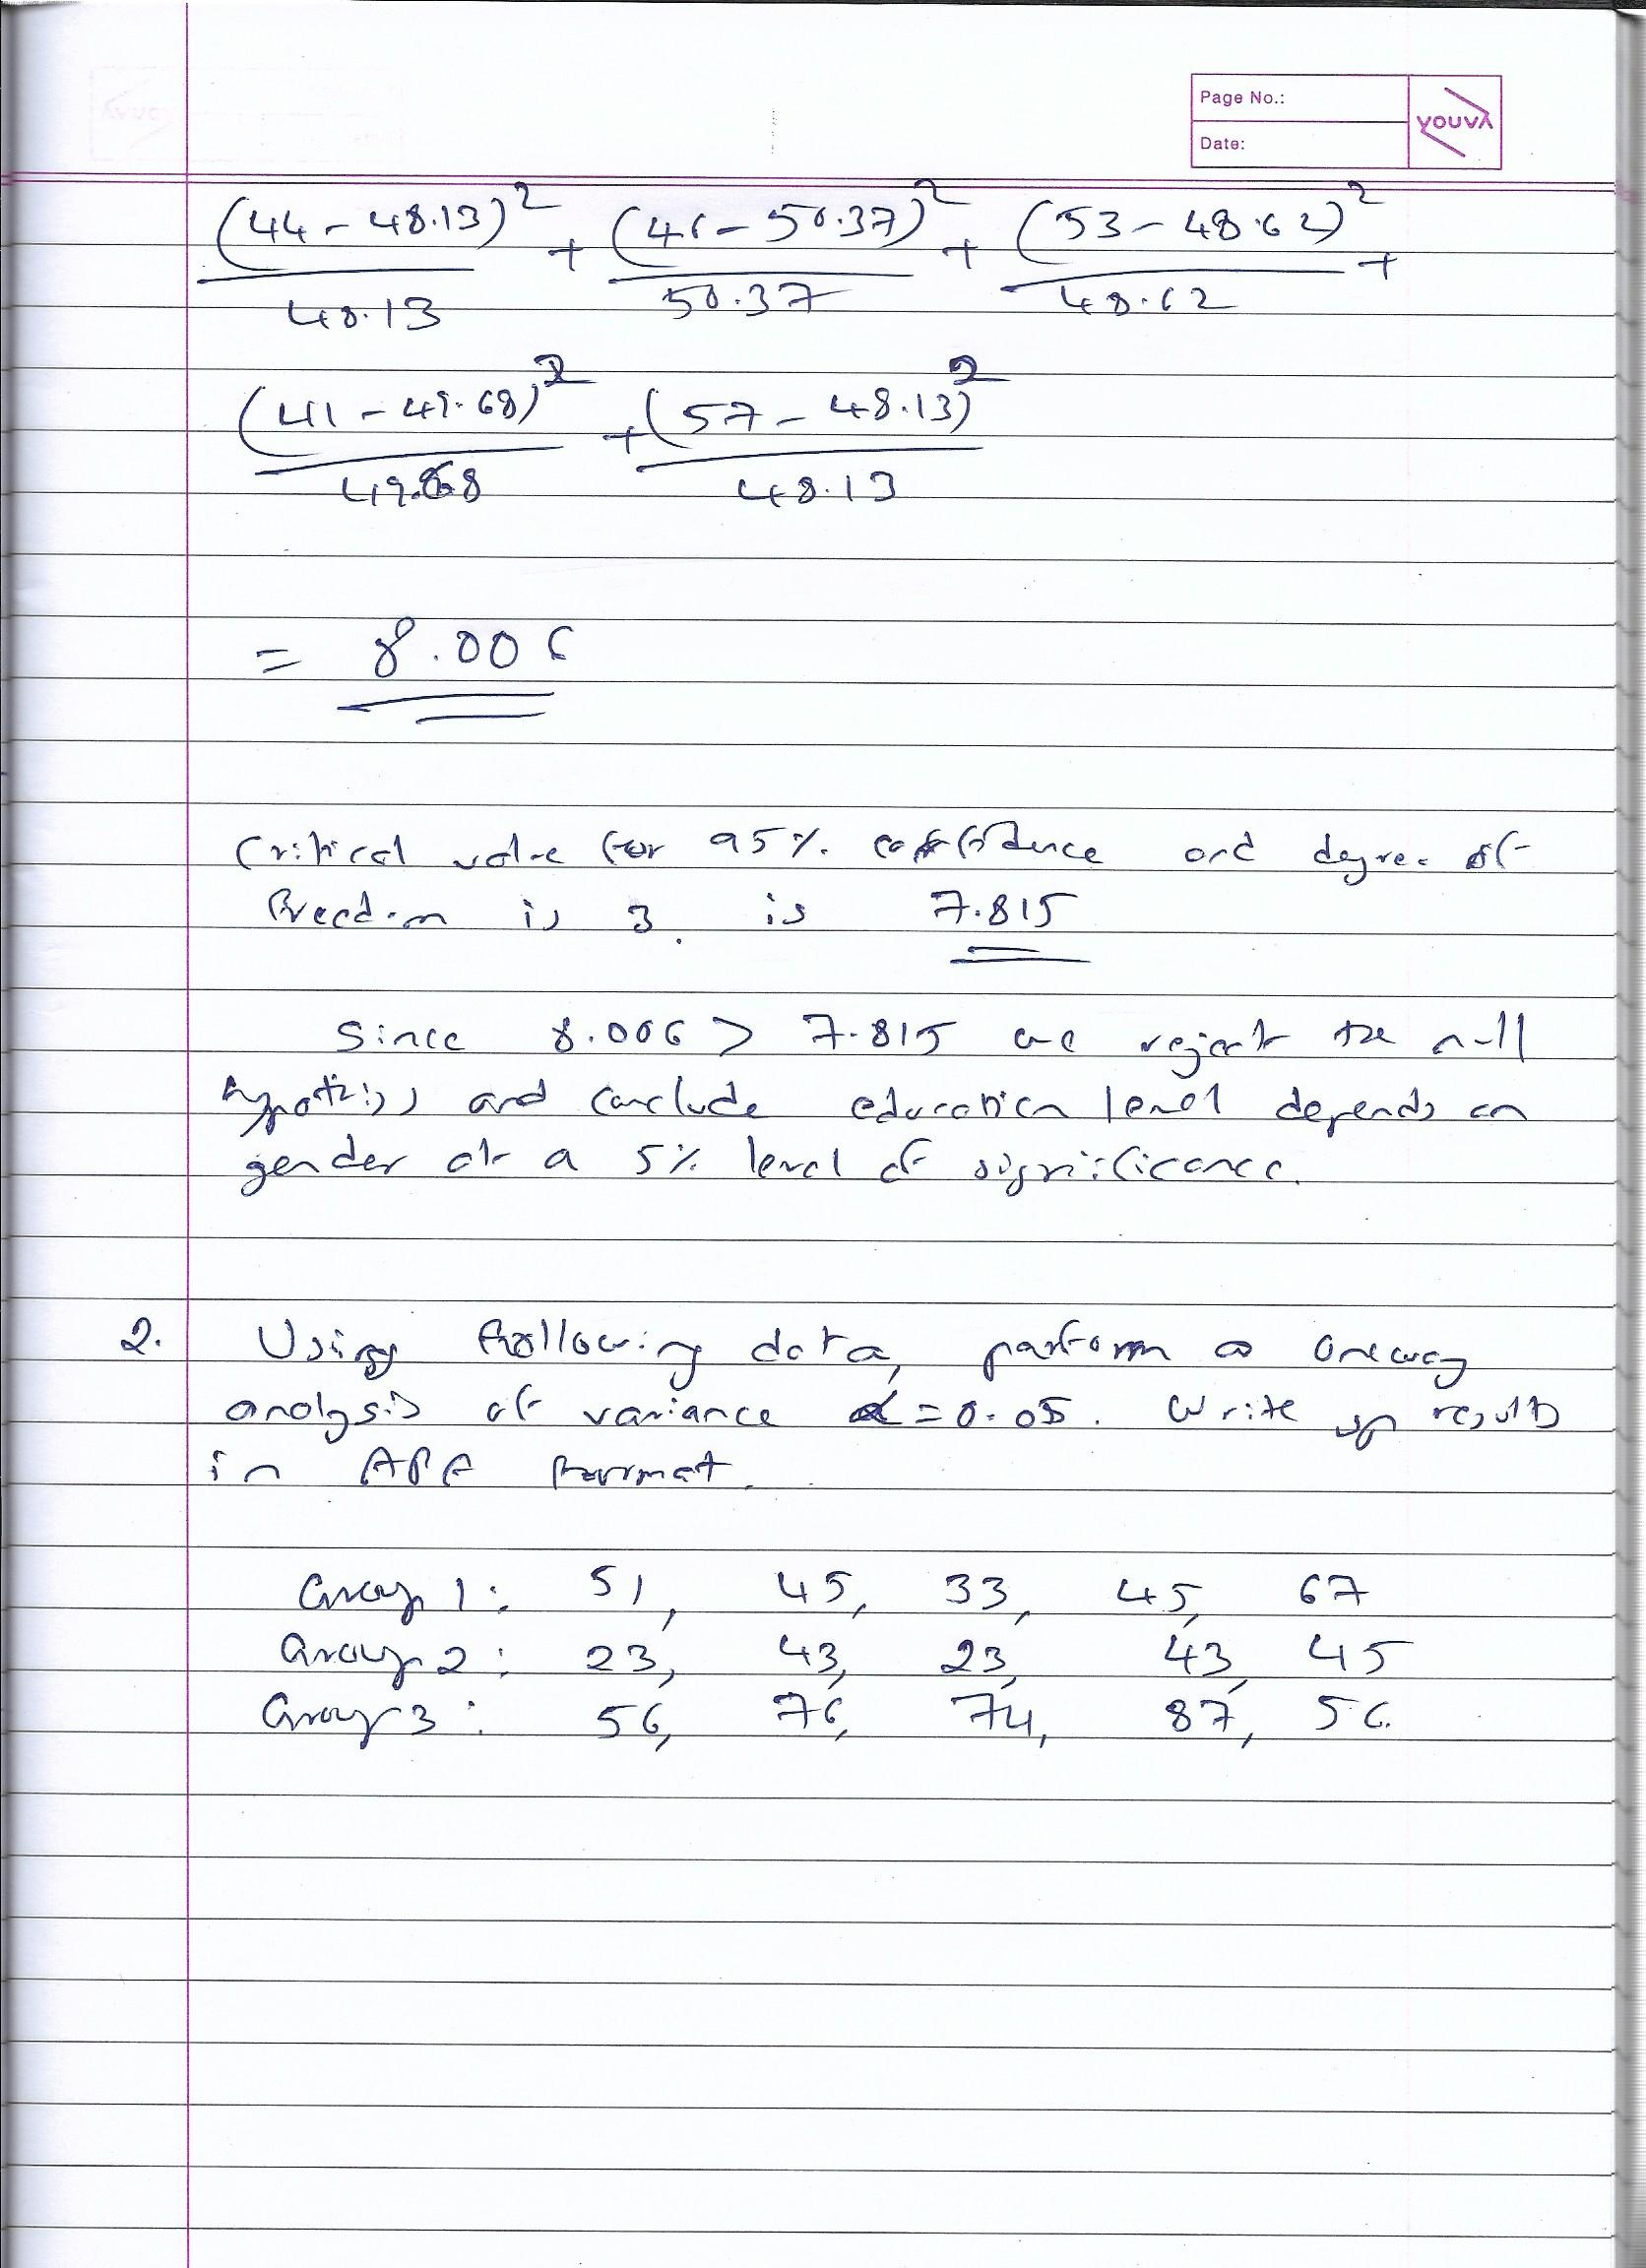 Page No.:
Date:
youva
(44 - 48.13)² / 48.13 + (46 - 50.37)² / 50.37 + (53 - 48.62)² / 48.62 +
(41 - 49.68)² / 49.68 + (57 - 48.13)² / 48.13
= 8.006
Critical value for 95% confidence and degree of
freedom is 3. is 7.815
Since 8.006 > 7.815 we reject the null
hypothesis and conclude education level depends on
gender at a 5% level of significance.
2. Using following data, perform a oneway
analysis of variance α = 0.05. Write up results
in APA format.
Group 1: 51, 45, 33, 45, 67
Group 2: 23, 43, 23, 43, 45
Group 3: 56, 76, 74, 87, 56.